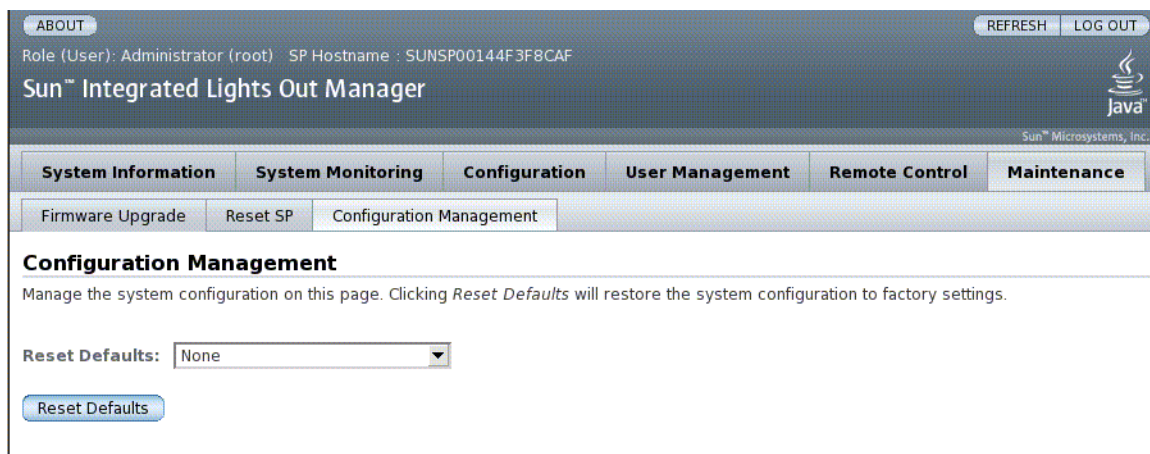 ABOUT REFRESH LOG OUT
Role (User): Administrator (root) SP Hostname : SUNSP00144F3F8CAF
Sun™ Integrated Lights Out Manager
Java™
Sun™ Microsystems, Inc.
System Information System Monitoring Configuration User Management Remote Control Maintenance
Firmware Upgrade Reset SP Configuration Management
Configuration Management
Manage the system configuration on this page. Clicking Reset Defaults will restore the system configuration to factory settings.
Reset Defaults: None
Reset Defaults